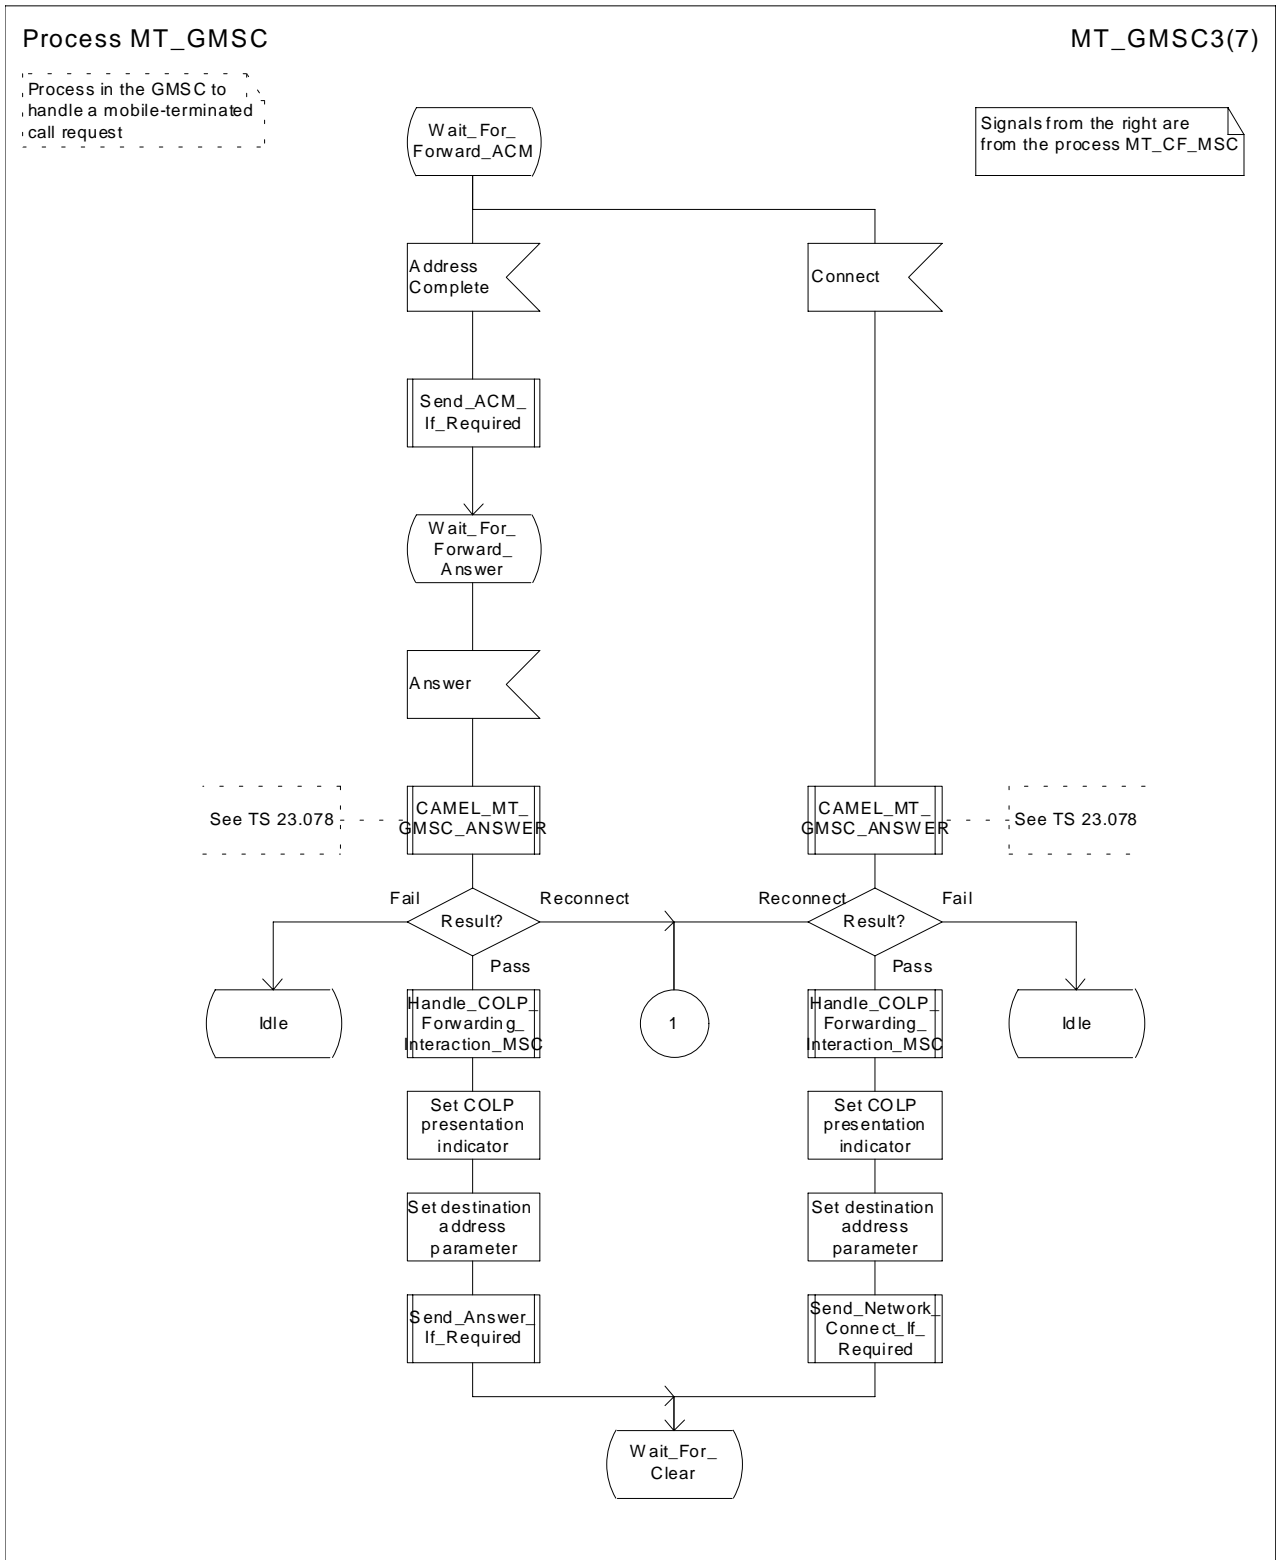 Process MT_GMSC
MT_GMSC3(7)
Process in the GMSC to
handle a mobile-terminated
call request
Signals from the right are
from the process MT_CF_MSC
Wait_For_
Forward_ACM
Address
Complete
Connect
Send_ACM_
If_Required
Wait_For_
Forward_
Answer
Answer
See TS 23.078
CAMEL_MT_
GMSC_ANSWER
CAMEL_MT_
GMSC_ANSWER
See TS 23.078
Fail
Result?
Reconnect
Pass
Reconnect
Result?
Fail
Pass
Idle
Handle_COLP_
Forwarding_
Interaction_MSC
1
Handle_COLP_
Forwarding_
Interaction_MSC
Idle
Set COLP
presentation
indicator
Set COLP
presentation
indicator
Set destination
address
parameter
Set destination
address
parameter
Send_Answer_
If_Required
Send_Network_
Connect_If_
Required
Wait_For_
Clear